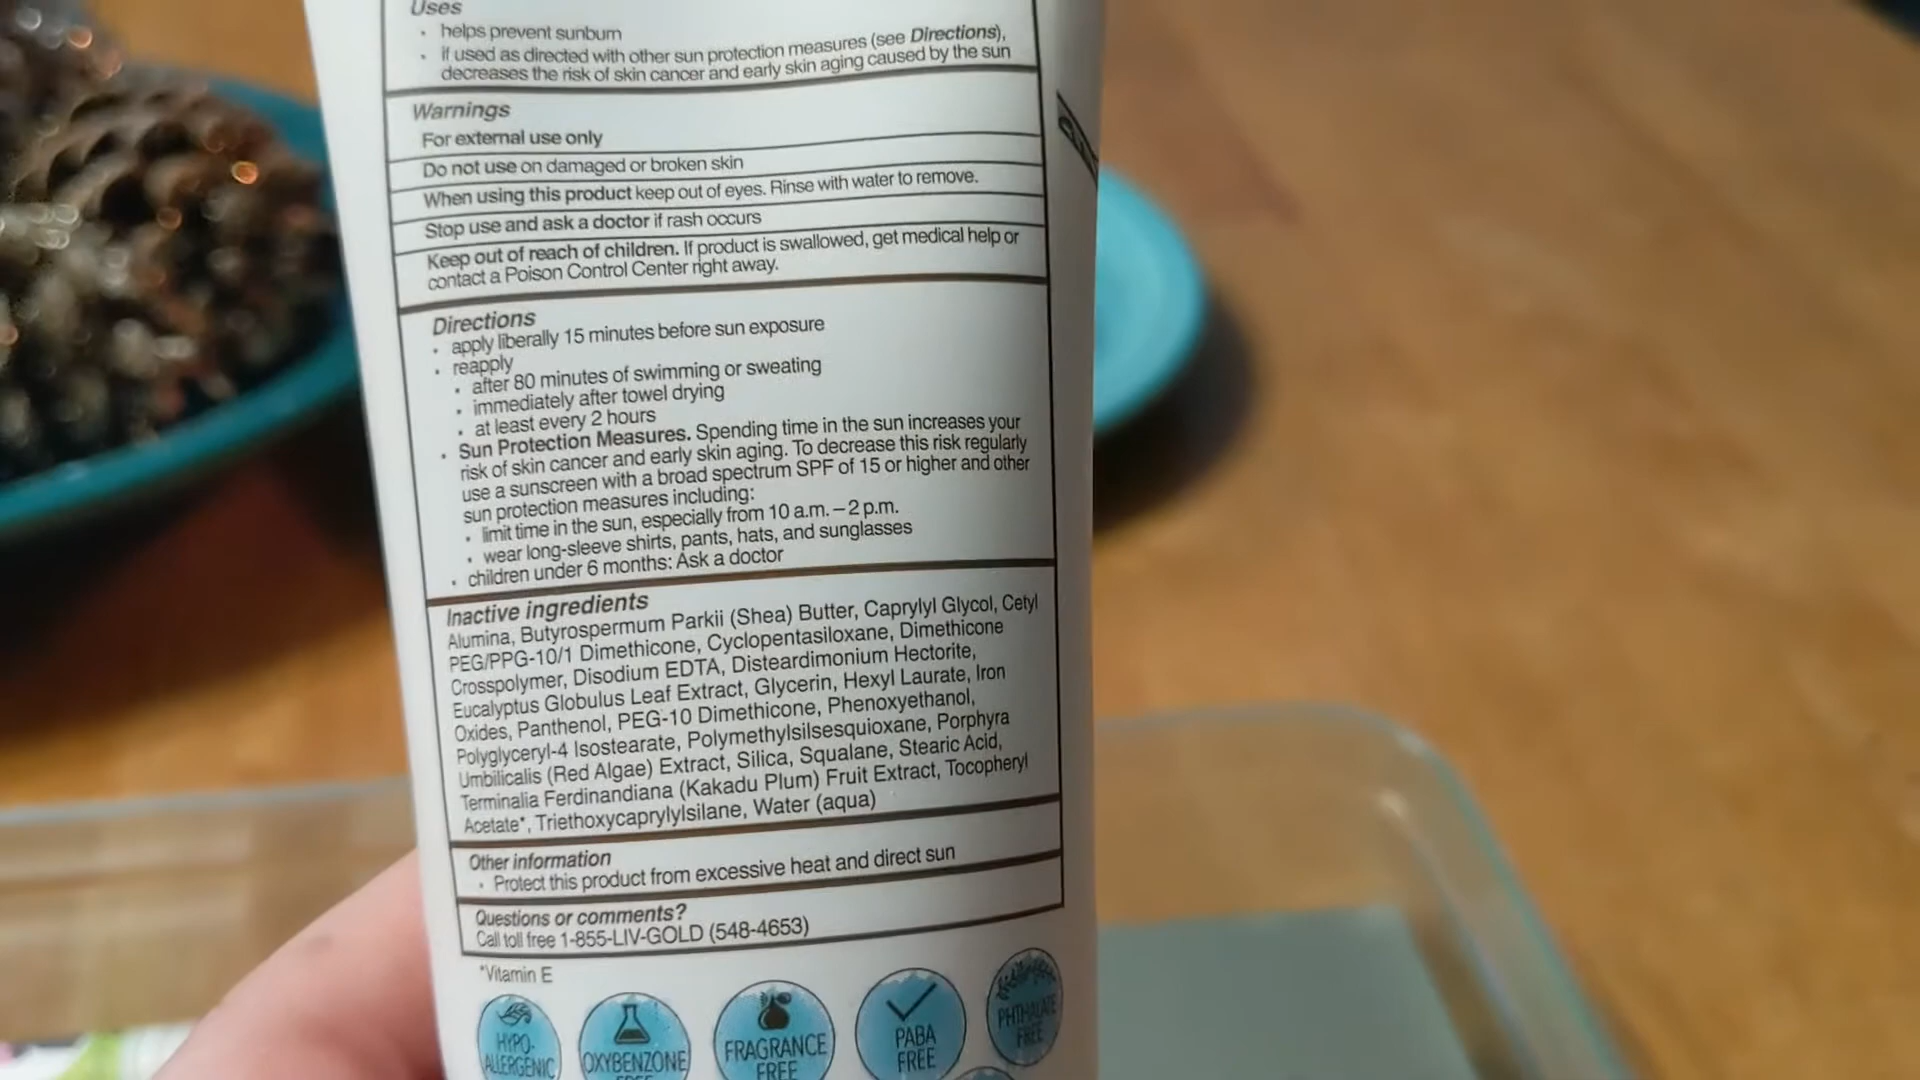 Uses
• helps prevent sunburn
• if used as directed with other sun protection measures (see Directions),
decreases the risk of skin cancer and early skin aging caused by the sun
Warnings
For external use only
Do not use on damaged or broken skin
When using this product keep out of eyes. Rinse with water to remove.
Stop use and ask a doctor if rash occurs
Keep out of reach of children. If product is swallowed, get medical help or
contact a Poison Control Center right away.
Directions
• apply liberally 15 minutes before sun exposure
• reapply
• after 80 minutes of swimming or sweating
• immediately after towel drying
• at least every 2 hours
• Sun Protection Measures. Spending time in the sun increases your
risk of skin cancer and early skin aging. To decrease this risk regularly
use a sunscreen with a broad spectrum SPF of 15 or higher and other
sun protection measures including:
• limit time in the sun, especially from 10 a.m. – 2 p.m.
• wear long-sleeve shirts, pants, hats, and sunglasses
• children under 6 months: Ask a doctor
Inactive ingredients
Alumina, Butyrospermum Parkii (Shea) Butter, Caprylyl Glycol, Cetyl
PEG/PPG-10/1 Dimethicone, Cyclopentasiloxane, Dimethicone
Crosspolymer, Disodium EDTA, Disteardimonium Hectorite,
Eucalyptus Globulus Leaf Extract, Glycerin, Hexyl Laurate, Iron
Oxides, Panthenol, PEG-10 Dimethicone, Phenoxyethanol,
Polyglyceryl-4 Isostearate, Polymethylsilsesquioxane, Porphyra
Umbilicalis (Red Algae) Extract, Silica, Squalane, Stearic Acid,
Terminalia Ferdinandiana (Kakadu Plum) Fruit Extract, Tocopheryl
Acetate*, Triethoxycaprylylsilane, Water (aqua)
Other information
• Protect this product from excessive heat and direct sun
Questions or comments?
Call toll free 1-855-LIV-GOLD (548-4653)
*Vitamin E
HYPO-
ALLERGENIC
OXYBENZONE
FREE
FRAGRANCE
FREE
PABA
FREE
PHTHALATE
FREE